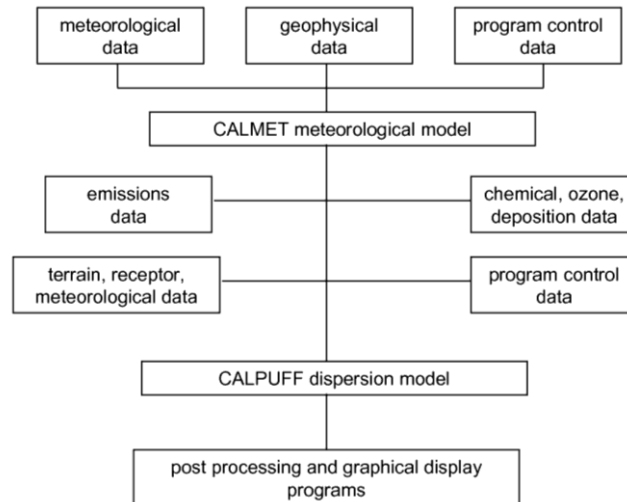 meteorological
data
geophysical
data
program control
data
CALMET meteorological model
emissions
data
chemical, ozone,
deposition data
terrain, receptor,
meteorological data
program control
data
CALPUFF dispersion model
post processing and graphical display
programs